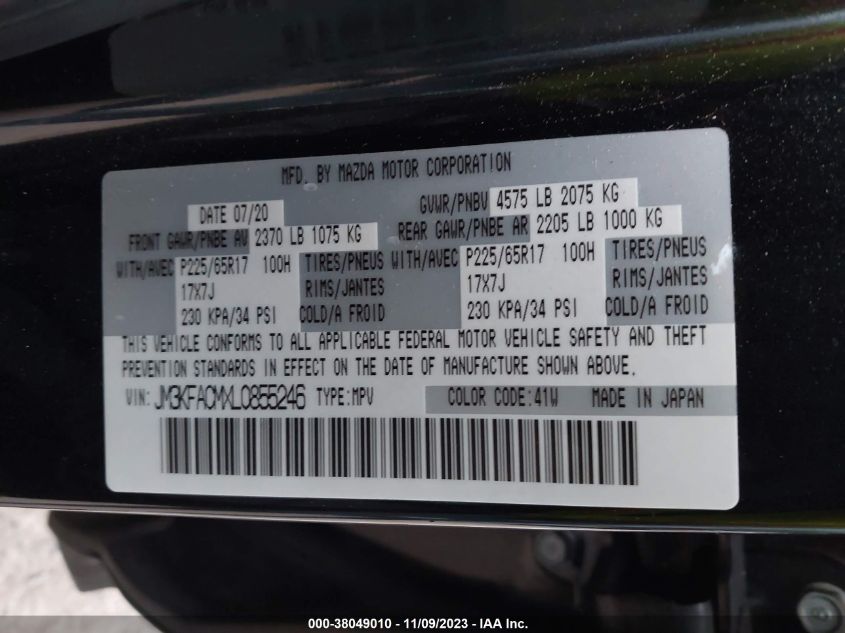 MFD. BY MAZDA MOTOR CORPORATION
DATE 07/20 GVWR/PNBV 4575 LB 2075 KG
FRONT GAWR/PNBE AV 2370 LB 1075 KG REAR GAWR/PNBE AR 2205 LB 1000 KG
WITH/AVEC P225/65R17 100H TIRES/PNEUS WITH/AVEC P225/65R17 100H TIRES/PNEUS
17X7J RIMS/JANTES 17X7J RIMS/JANTES
230 KPA/34 PSI COLD/A FROID 230 KPA/34 PSI COLD/A FROID
THIS VEHICLE CONFORMS TO ALL APPLICABLE FEDERAL MOTOR VEHICLE SAFETY AND THEFT
PREVENTION STANDARDS IN EFFECT ON THE DATE OF MANUFACTURE SHOWN ABOVE.
VIN: JM3KFACMXL0855246 TYPE:MPV COLOR CODE:41W MADE IN JAPAN
000-38049010 - 11/09/2023 - IAA Inc.